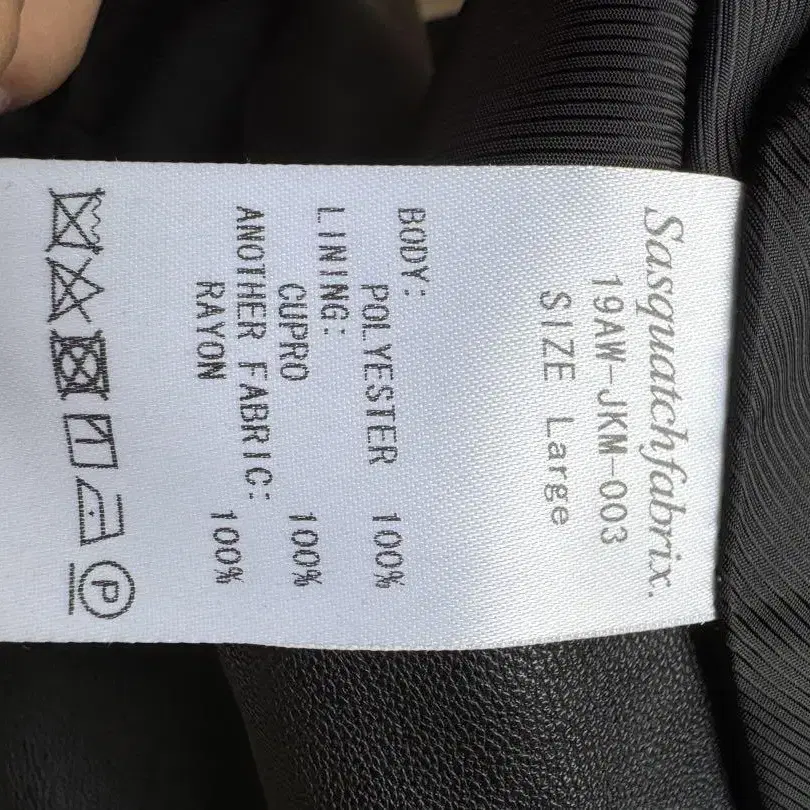 Sasquatchfabrix.
19AW-JKM-003
SIZE Large
BODY:
POLYESTER 100%
LINING:
CUPRO 100%
ANOTHER FABRIC:
RAYON 100%
P